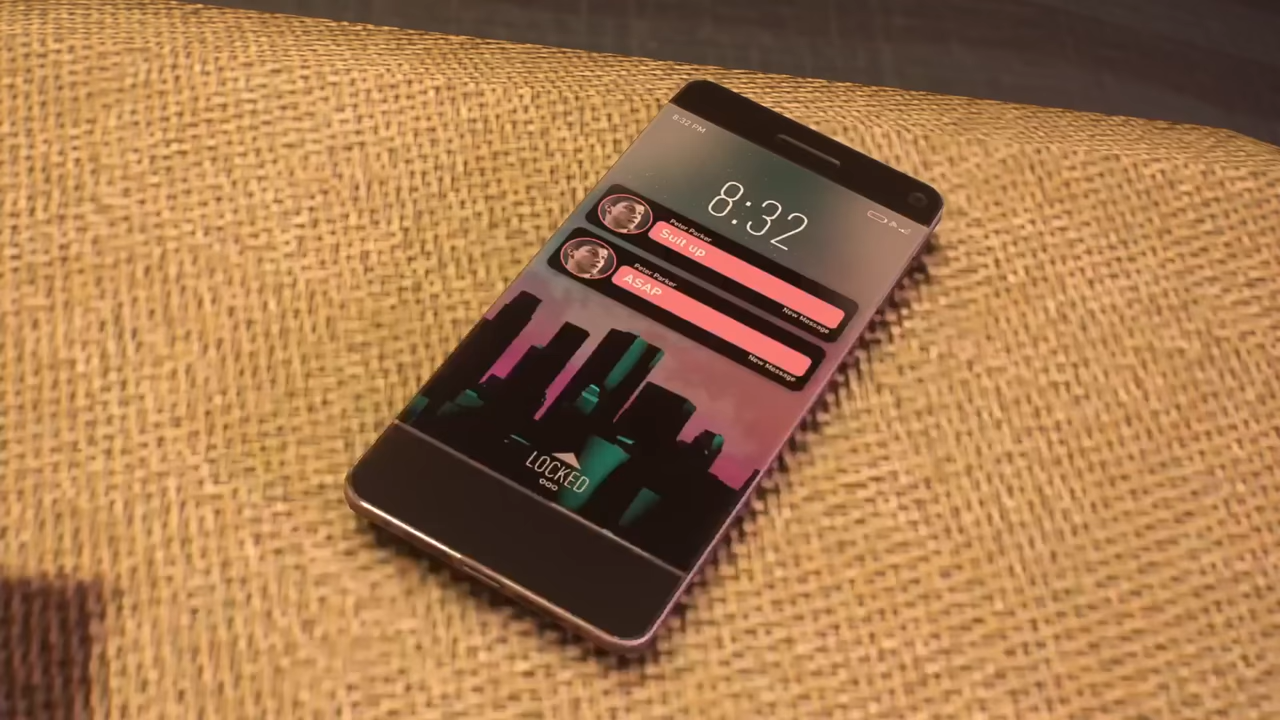 8:32 PM
8:32
Peter Parker
Suit up
New Message
Peter Parker
ASAP
New Message
LOCKED